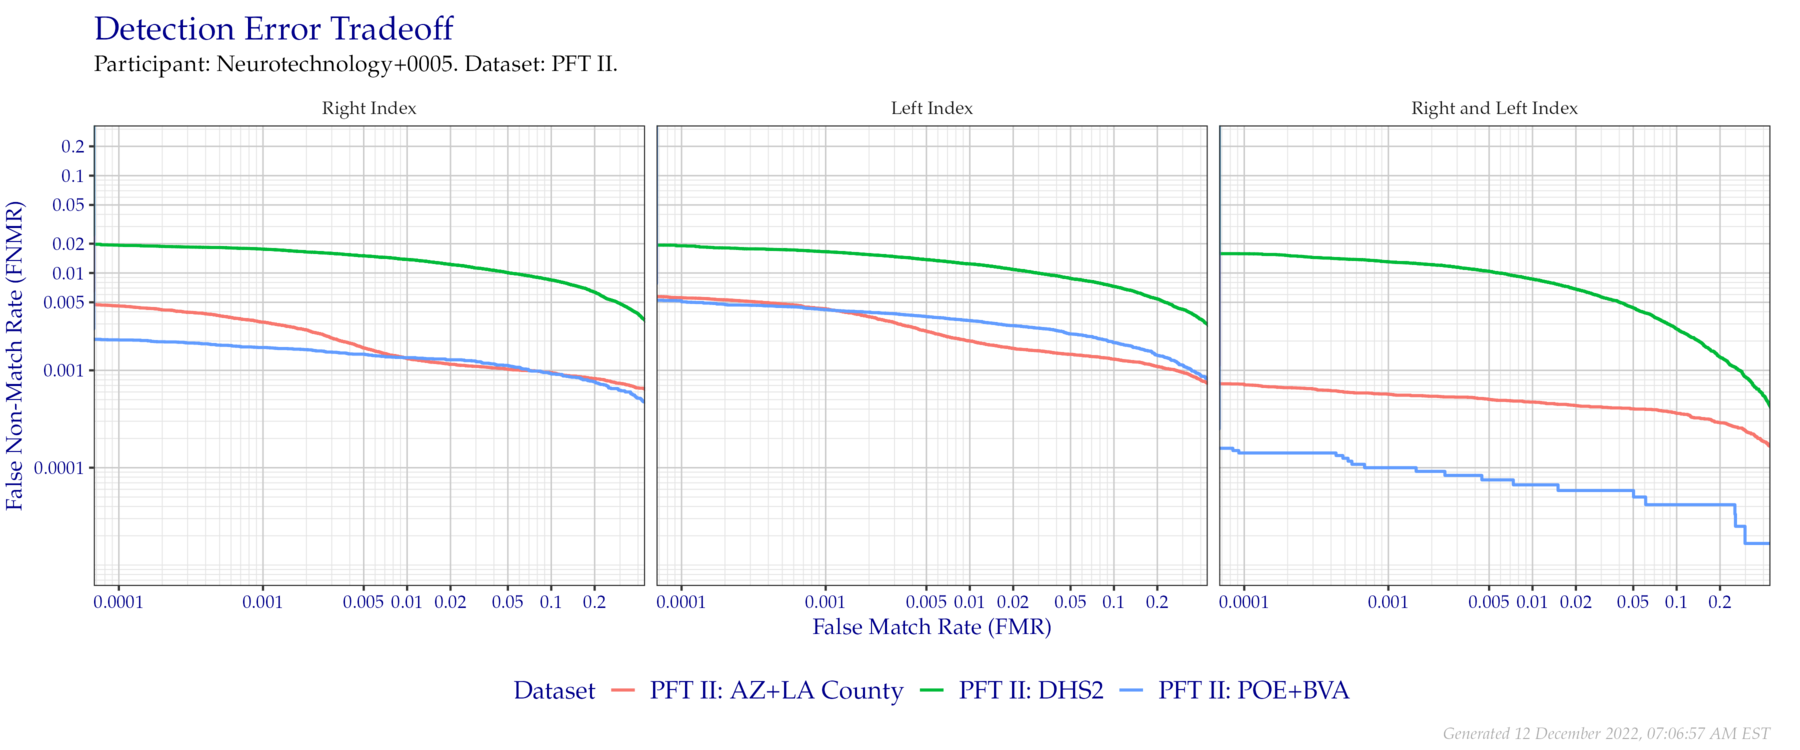 Detection Error Tradeoff
Participant: Neurotechnology+0005. Dataset: PFT II.
Right Index
Left Index
Right and Left Index
False Non-Match Rate (FNMR)
0.2
0.1
0.05
0.02
0.01
0.005
0.001
0.0001
0.0001 0.001 0.005 0.01 0.02 0.05 0.1 0.2
0.0001 0.001 0.005 0.01 0.02 0.05 0.1 0.2
0.0001 0.001 0.005 0.01 0.02 0.05 0.1 0.2
False Match Rate (FMR)
Dataset PFT II: AZ+LA County PFT II: DHS2 PFT II: POE+BVA
Generated 12 December 2022, 07:06:57 AM EST